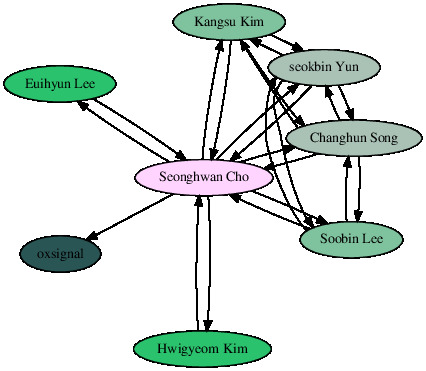 Kangsu Kim
seokbin Yun
Euihyun Lee
Changhun Song
Seonghwan Cho
Soobin Lee
oxsignal
Hwigyeom Kim